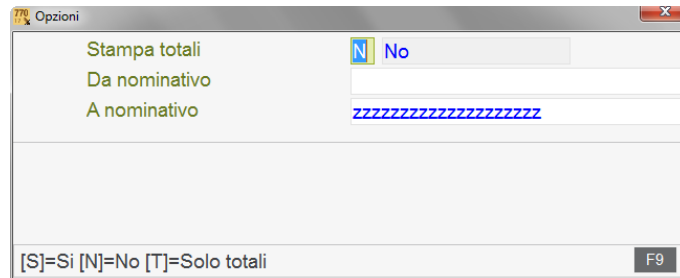 770 Opzioni
Stampa totali N No
Da nominativo
A nominativo zzzzzzzzzzzzzzzzzzzz
[S]=Si [N]=No [T]=Solo totali F9